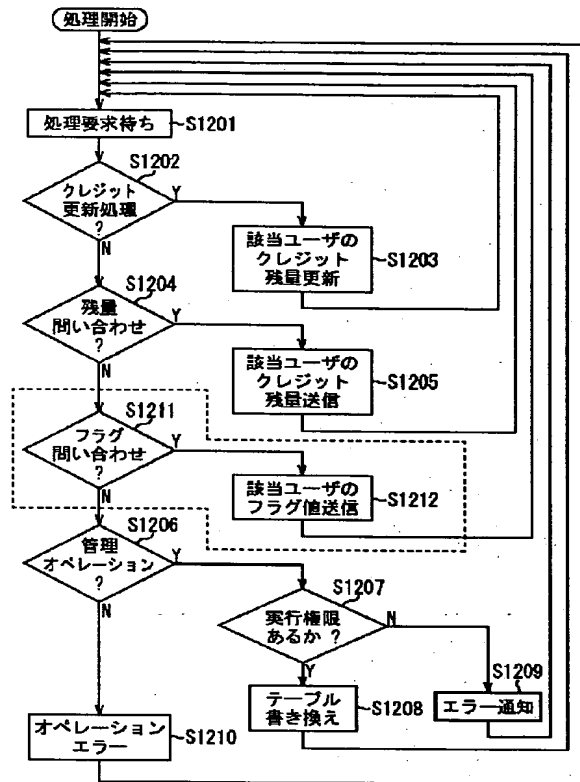 処理開始
処理要求待ち
S1201
S1202
クレジット
更新処理
?
Y
N
該当ユーザの
クレジット
残量更新
S1203
S1204
残量
問い合わせ
?
Y
N
該当ユーザの
クレジット
残量送信
S1205
S1211
フラグ
問い合わせ
?
Y
N
該当ユーザの
フラグ値送信
S1212
S1206
管理
オペレーション
?
Y
N
S1207
実行権限
あるか ?
N
Y
テーブル
書き換え
S1208
S1209
エラー通知
オペレーション
エラー
S1210